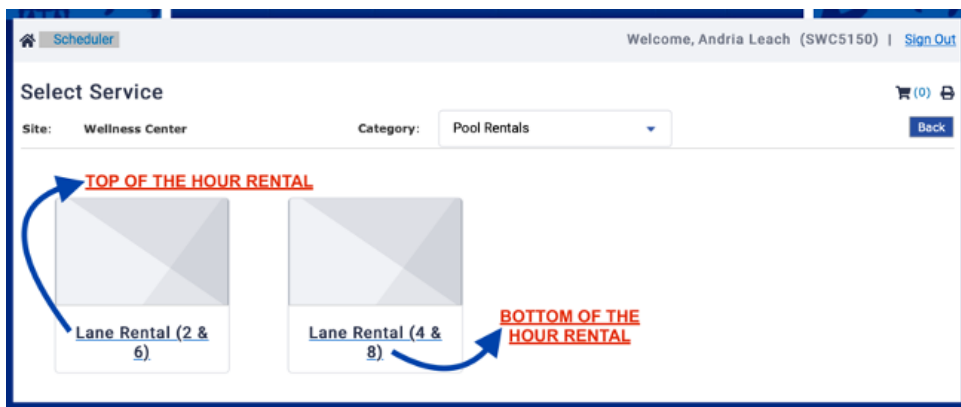 Scheduler
Welcome, Andria Leach (SWC5150) | Sign Out
Select Service
(0)
Site: Wellness Center Category: Pool Rentals Back
TOP OF THE HOUR RENTAL
Lane Rental (2 &
6)
Lane Rental (4 &
8)
BOTTOM OF THE
HOUR RENTAL